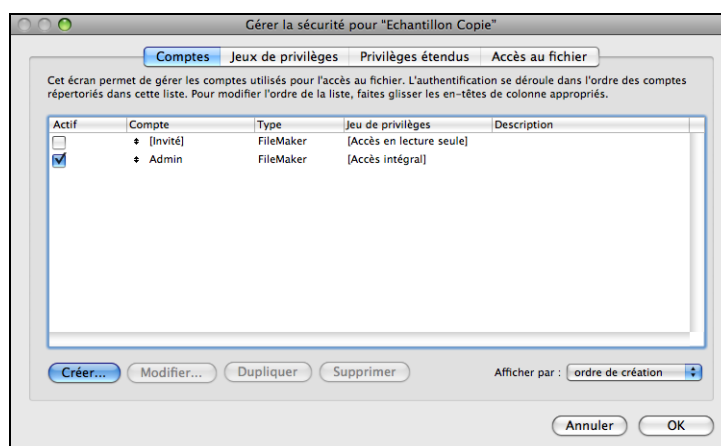 Gérer la sécurité pour "Echantillon Copie"
Comptes Jeux de privilèges Privilèges étendus Accès au fichier
Cet écran permet de gérer les comptes utilisés pour l'accès au fichier. L'authentification se déroule dans l'ordre des comptes
répertoriés dans cette liste. Pour modifier l'ordre de la liste, faites glisser les en-têtes de colonne appropriés.
Actif Compte Type Jeu de privilèges Description
[Invité] FileMaker [Accès en lecture seule]
Admin FileMaker [Accès intégral]
Créer... Modifier... Dupliquer Supprimer Afficher par : ordre de création
Annuler OK